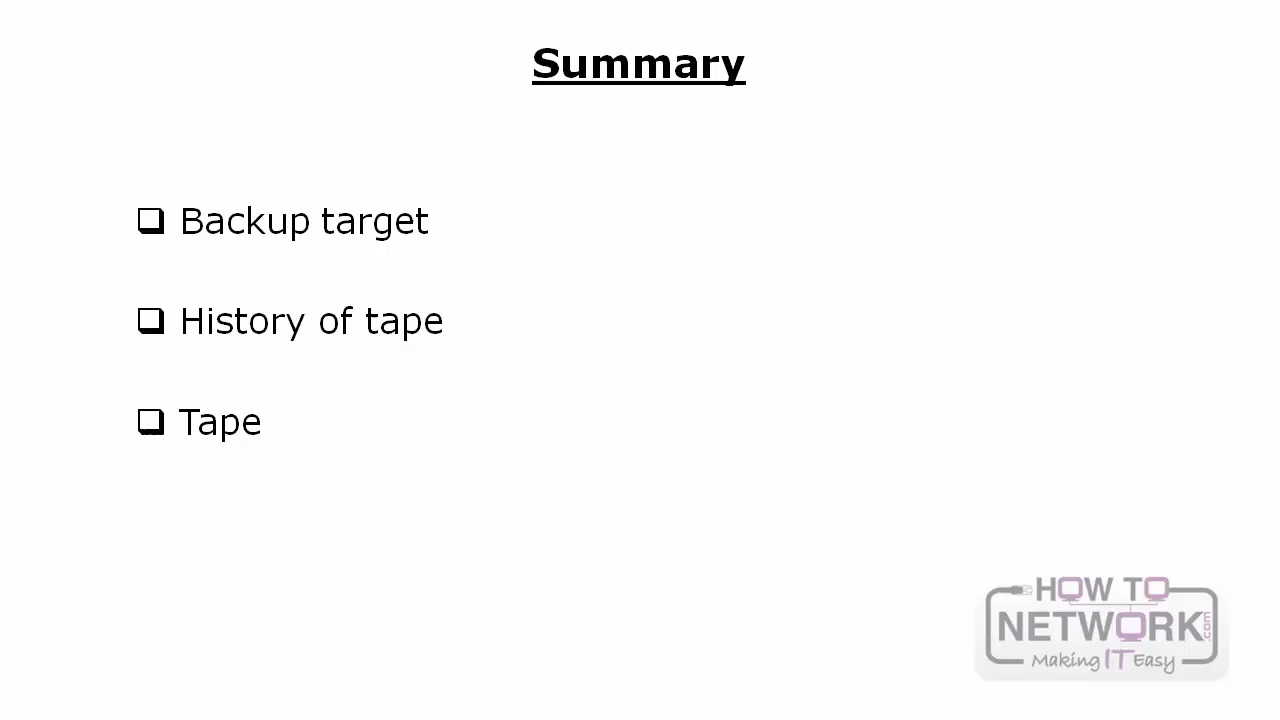 Summary
Backup target
History of tape
Tape
HOW TO
NETWORK.com
Making IT Easy